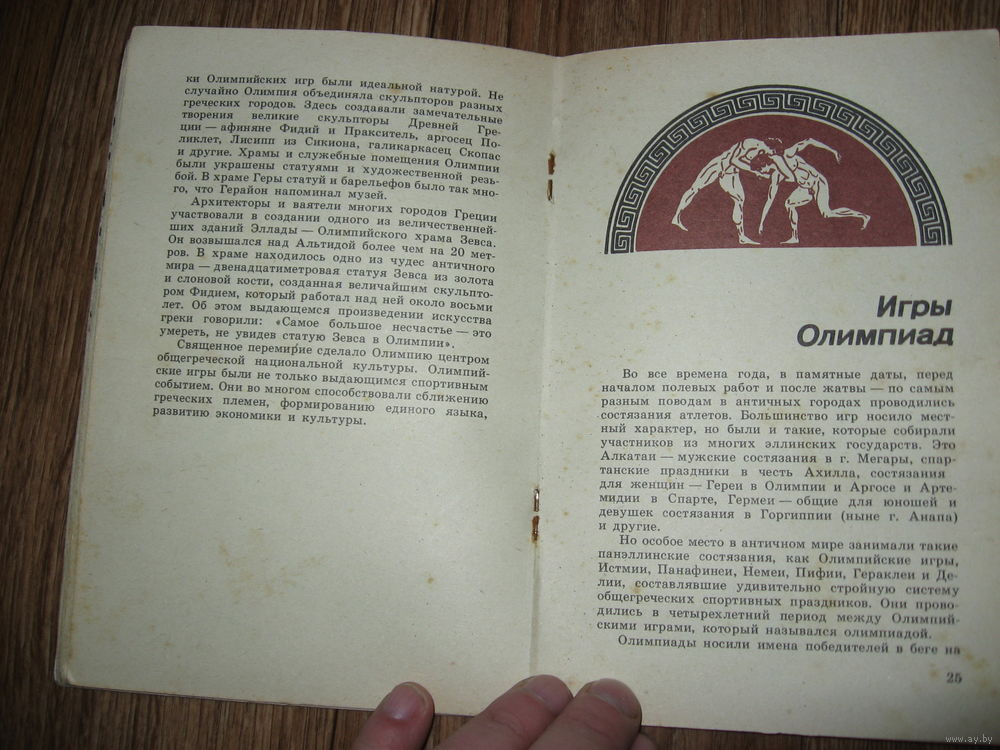 ки Олимпийских игр были идеальной натурой. Не
случайно Олимпия объединяла скульпторов разных
греческих городов. Здесь создавали замечательные
творения великие скульпторы Древней Гре-
ции — афиняне Фидий и Пракситель, аргосец По-
ликлет, Лисипп из Сикиона, галикаркасец Скопас
и другие. Храмы и служебные помещения Олимпии
были украшены статуями и художественной резь-
бой. В храме Геры статуй и барельефов было так мно-
го, что Герайон напоминал музей.
Архитекторы и ваятели многих городов Греции
участвовали в создании одного из величественней-
ших зданий Эллады — Олимпийского храма Зевса.
Он возвышался над Альтидой более чем на 20 мет-
ров. В храме находилось одно из чудес античного
мира — двенадцатиметровая статуя Зевса из золота
и слоновой кости, созданная величайшим скульпто-
ром Фидием, который работал над ней около восьми
лет. Об этом выдающемся произведении искусства
греки говорили: «Самое большое несчастье — это
умереть, не увидев статую Зевса в Олимпии».
Священное перемирие сделало Олимпию центром
общегреческой национальной культуры. Олимпий-
ские игры были не только выдающимся спортивным
событием. Они во многом способствовали сближению
греческих племен, формированию единого языка,
развитию экономики и культуры.
Игры
Олимпиад
Во все времена года, в памятные даты, перед
началом полевых работ и после жатвы — по самым
разным поводам в античных городах проводились
состязания атлетов. Большинство игр носило мест-
ный характер, но были и такие, которые собирали
участников из многих эллинских государств. Это
Алкатаи — мужские состязания в г. Мегары, спар-
танские праздники в честь Ахилла, состязания
для женщин — Гереи в Олимпии и Аргосе и Арте-
мидии в Спарте, Гермеи — общие для юношей и
девушек состязания в Горгиппии (ныне г. Анапа)
и другие.
Но особое место в античном мире занимали такие
панэллинские состязания, как Олимпийские игры,
Истмии, Панафинеи, Немеи, Пифии, Гераклеи и Де-
лии, составлявшие удивительно стройную систему
общегреческих спортивных праздников. Они прово-
дились в четырехлетний период между Олимпий-
скими играми, который назывался олимпиадой.
Олимпиады носили имена победителей в беге на
25
www.ay.by